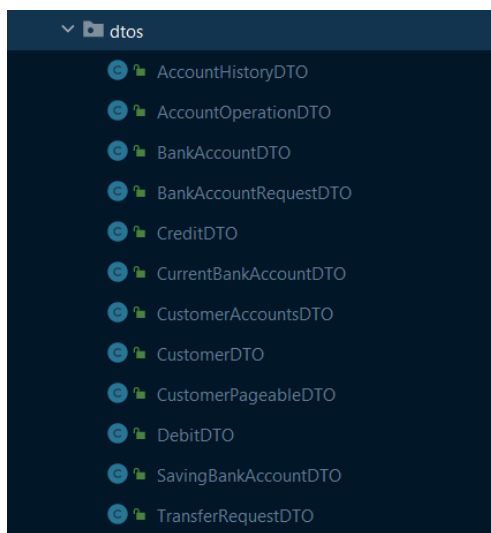 dtos
C AccountHistoryDTO
C AccountOperationDTO
C BankAccountDTO
C BankAccountRequestDTO
C CreditDTO
C CurrentBankAccountDTO
C CustomerAccountsDTO
C CustomerDTO
C CustomerPageableDTO
C DebitDTO
C SavingBankAccountDTO
C TransferRequestDTO